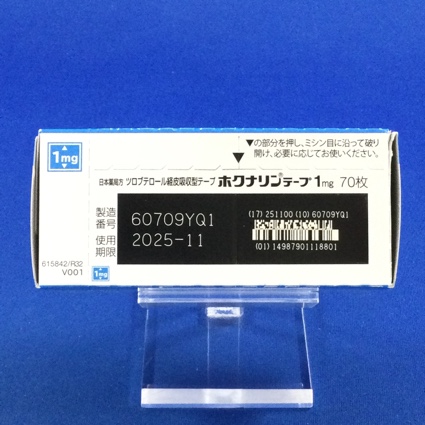 1mg
▼の部分を押し、ミシン目に沿って破り
開け、必要に応じてお使いください。
日本薬局方 ツロブテロール経皮吸収型テープ ホクナリン®テープ1mg 70枚
製造番号 60709YQ1
使用期限 2025-11
(17) 251100 (10) 60709YQ1
(01) 14987901118801
615842/R32
V001
1mg